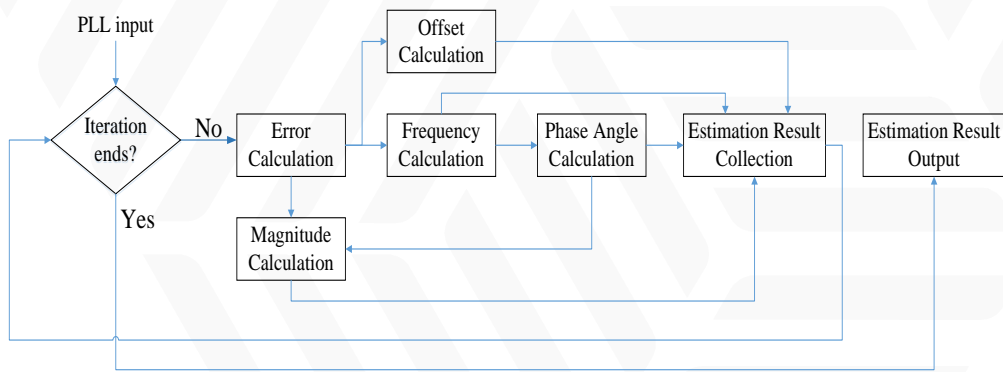 PLL input
Iteration
ends?
No
Yes
Error
Calculation
Offset
Calculation
Frequency
Calculation
Phase Angle
Calculation
Magnitude
Calculation
Estimation Result
Collection
Estimation Result
Output